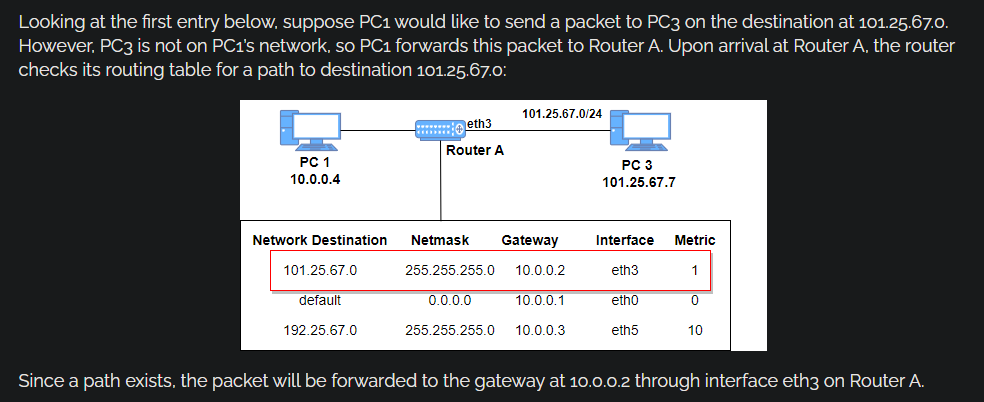 Looking at the first entry below, suppose PC1 would like to send a packet to PC3 on the destination at 101.25.67.0.
However, PC3 is not on PC1's network, so PC1 forwards this packet to Router A. Upon arrival at Router A, the router
checks its routing table for a path to destination 101.25.67.0:
101.25.67.0/24
eth3
Router A
PC 1
10.0.0.4
PC 3
101.25.67.7
Network Destination Netmask Gateway Interface Metric
101.25.67.0 255.255.255.0 10.0.0.2 eth3 1
default 0.0.0.0 10.0.0.1 eth0 0
192.25.67.0 255.255.255.0 10.0.0.3 eth5 10
Since a path exists, the packet will be forwarded to the gateway at 10.0.0.2 through interface eth3 on Router A.